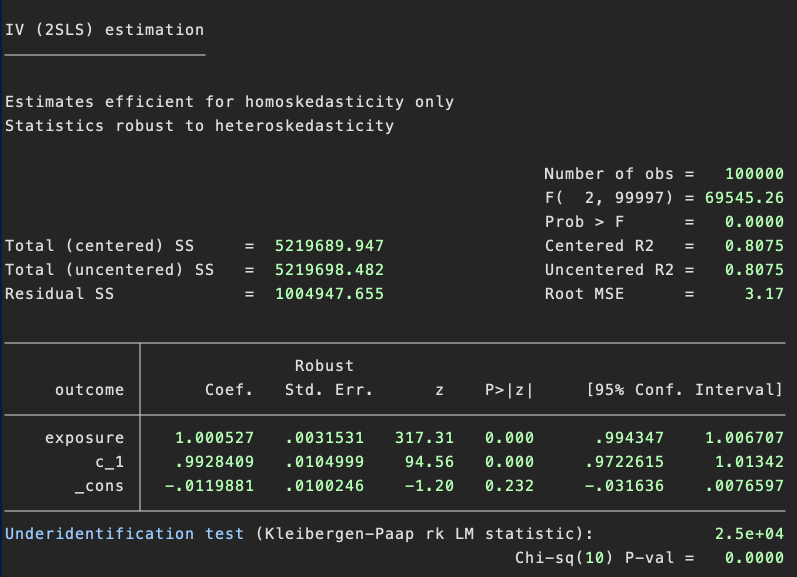 IV (2SLS) estimation
Estimates efficient for homoskedasticity only
Statistics robust to heteroskedasticity
Number of obs = 100000
F( 2, 99997) = 69545.26
Prob > F = 0.0000
Total (centered) SS = 5219689.947 Centered R2 = 0.8075
Total (uncentered) SS = 5219698.482 Uncentered R2 = 0.8075
Residual SS = 1004947.655 Root MSE = 3.17
Robust
outcome Coef. Std. Err. z P>|z| [95% Conf. Interval]
exposure 1.000527 .0031531 317.31 0.000 .994347 1.006707
c_1 .9928409 .0104999 94.56 0.000 .9722615 1.01342
_cons -.0119881 .0100246 -1.20 0.232 -.031636 .0076597
Underidentification test (Kleibergen-Paap rk LM statistic): 2.5e+04
Chi-sq(10) P-val = 0.0000